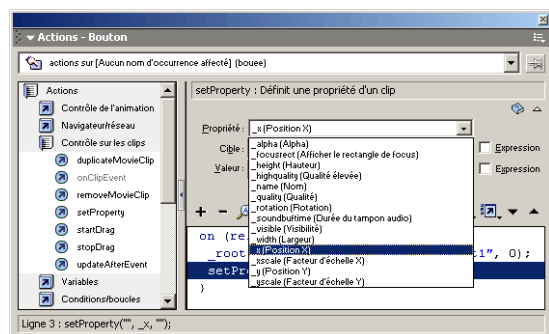 Actions - Bouton
actions sur [Aucun nom d'occurrence affecté] (bouee)
Actions
Contrôle de l'animation
Navigateur/réseau
Contrôle sur les clips
duplicateMovieClip
onClipEvent
removeMovieClip
setProperty
startDrag
stopDrag
updateAfterEvent
Variables
Conditions/boucles
setProperty : Définit une propriété d'un clip
Propriété : _x (Position X)
Cible :
Expression
Valeur :
Expression
_alpha (Alpha)
_focusrect (Afficher le rectangle de focus)
_height (Hauteur)
_highquality (Qualité élevée)
_name (Nom)
_quality (Qualité)
_rotation (Rotation)
_soundbuftime (Durée du tampon audio)
_visible (Visibilité)
_width (Largeur)
_x (Position X)
_xscale (Facteur d'échelle X)
_y (Position Y)
_yscale (Facteur d'échelle Y)
on (re
_root 1", 0);
setPr
}
Ligne 3 : setProperty("", _x, "");